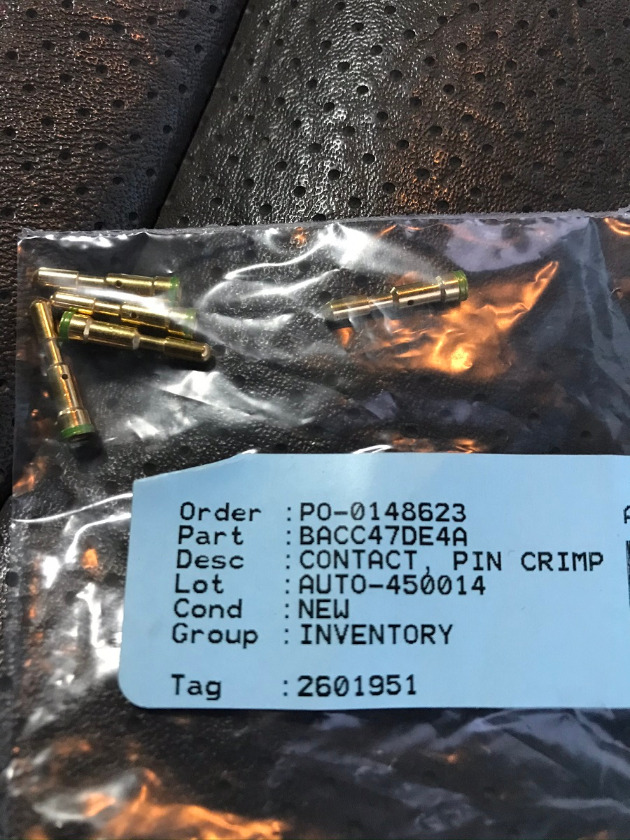 Order :PO-0148623
Part :BACC47DE4A
Desc :CONTACT, PIN CRIMP
Lot :AUTO-450014
Cond :NEW
Group :INVENTORY
Tag :2601951